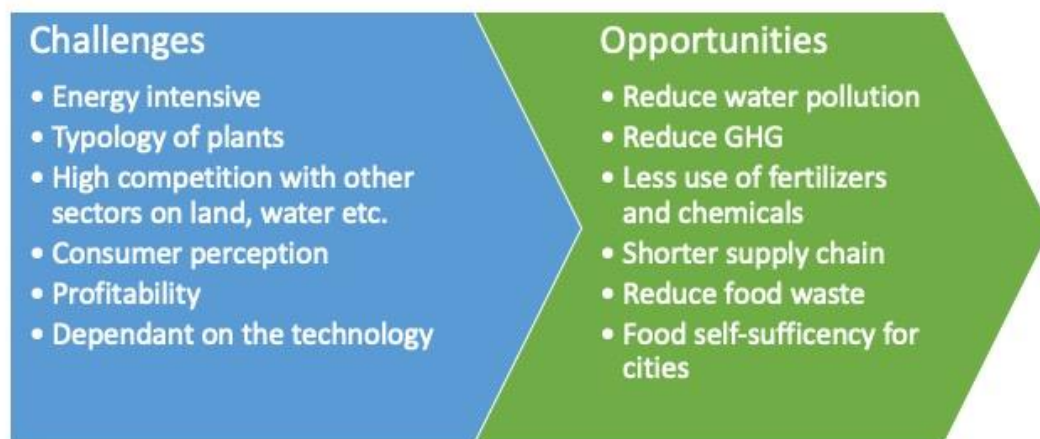 Challenges
• Energy intensive
• Typology of plants
• High competition with other
sectors on land, water etc.
• Consumer perception
• Profitability
• Dependant on the technology
Opportunities
• Reduce water pollution
• Reduce GHG
• Less use of fertilizers
and chemicals
• Shorter supply chain
• Reduce food waste
• Food self-sufficency for
cities